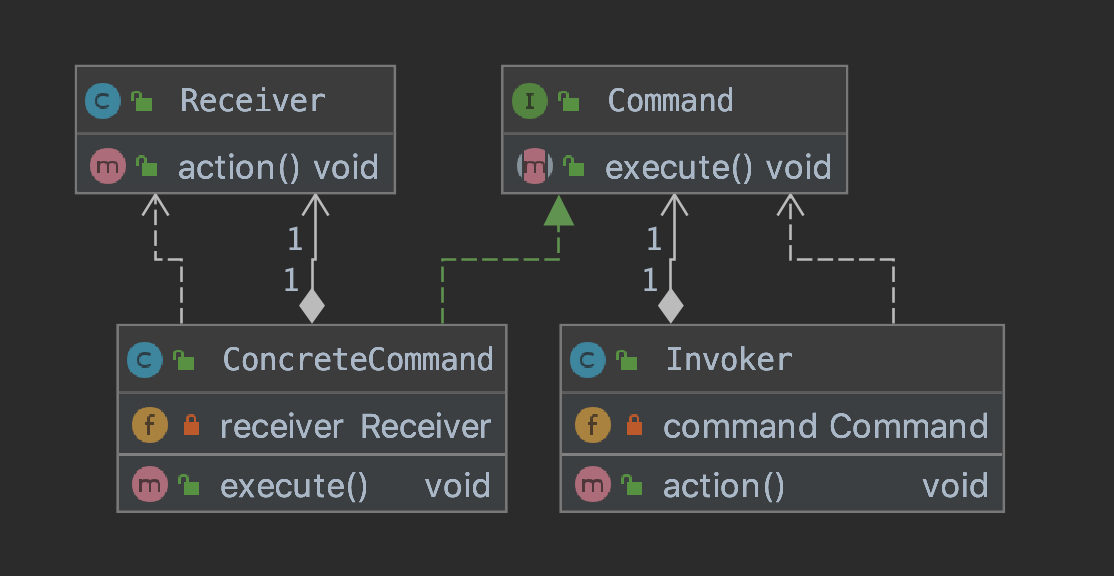 C Receiver
m action() void
I Command
m execute() void
1
1
1
1
C ConcreteCommand
f receiver Receiver
m execute() void
C Invoker
f command Command
m action() void